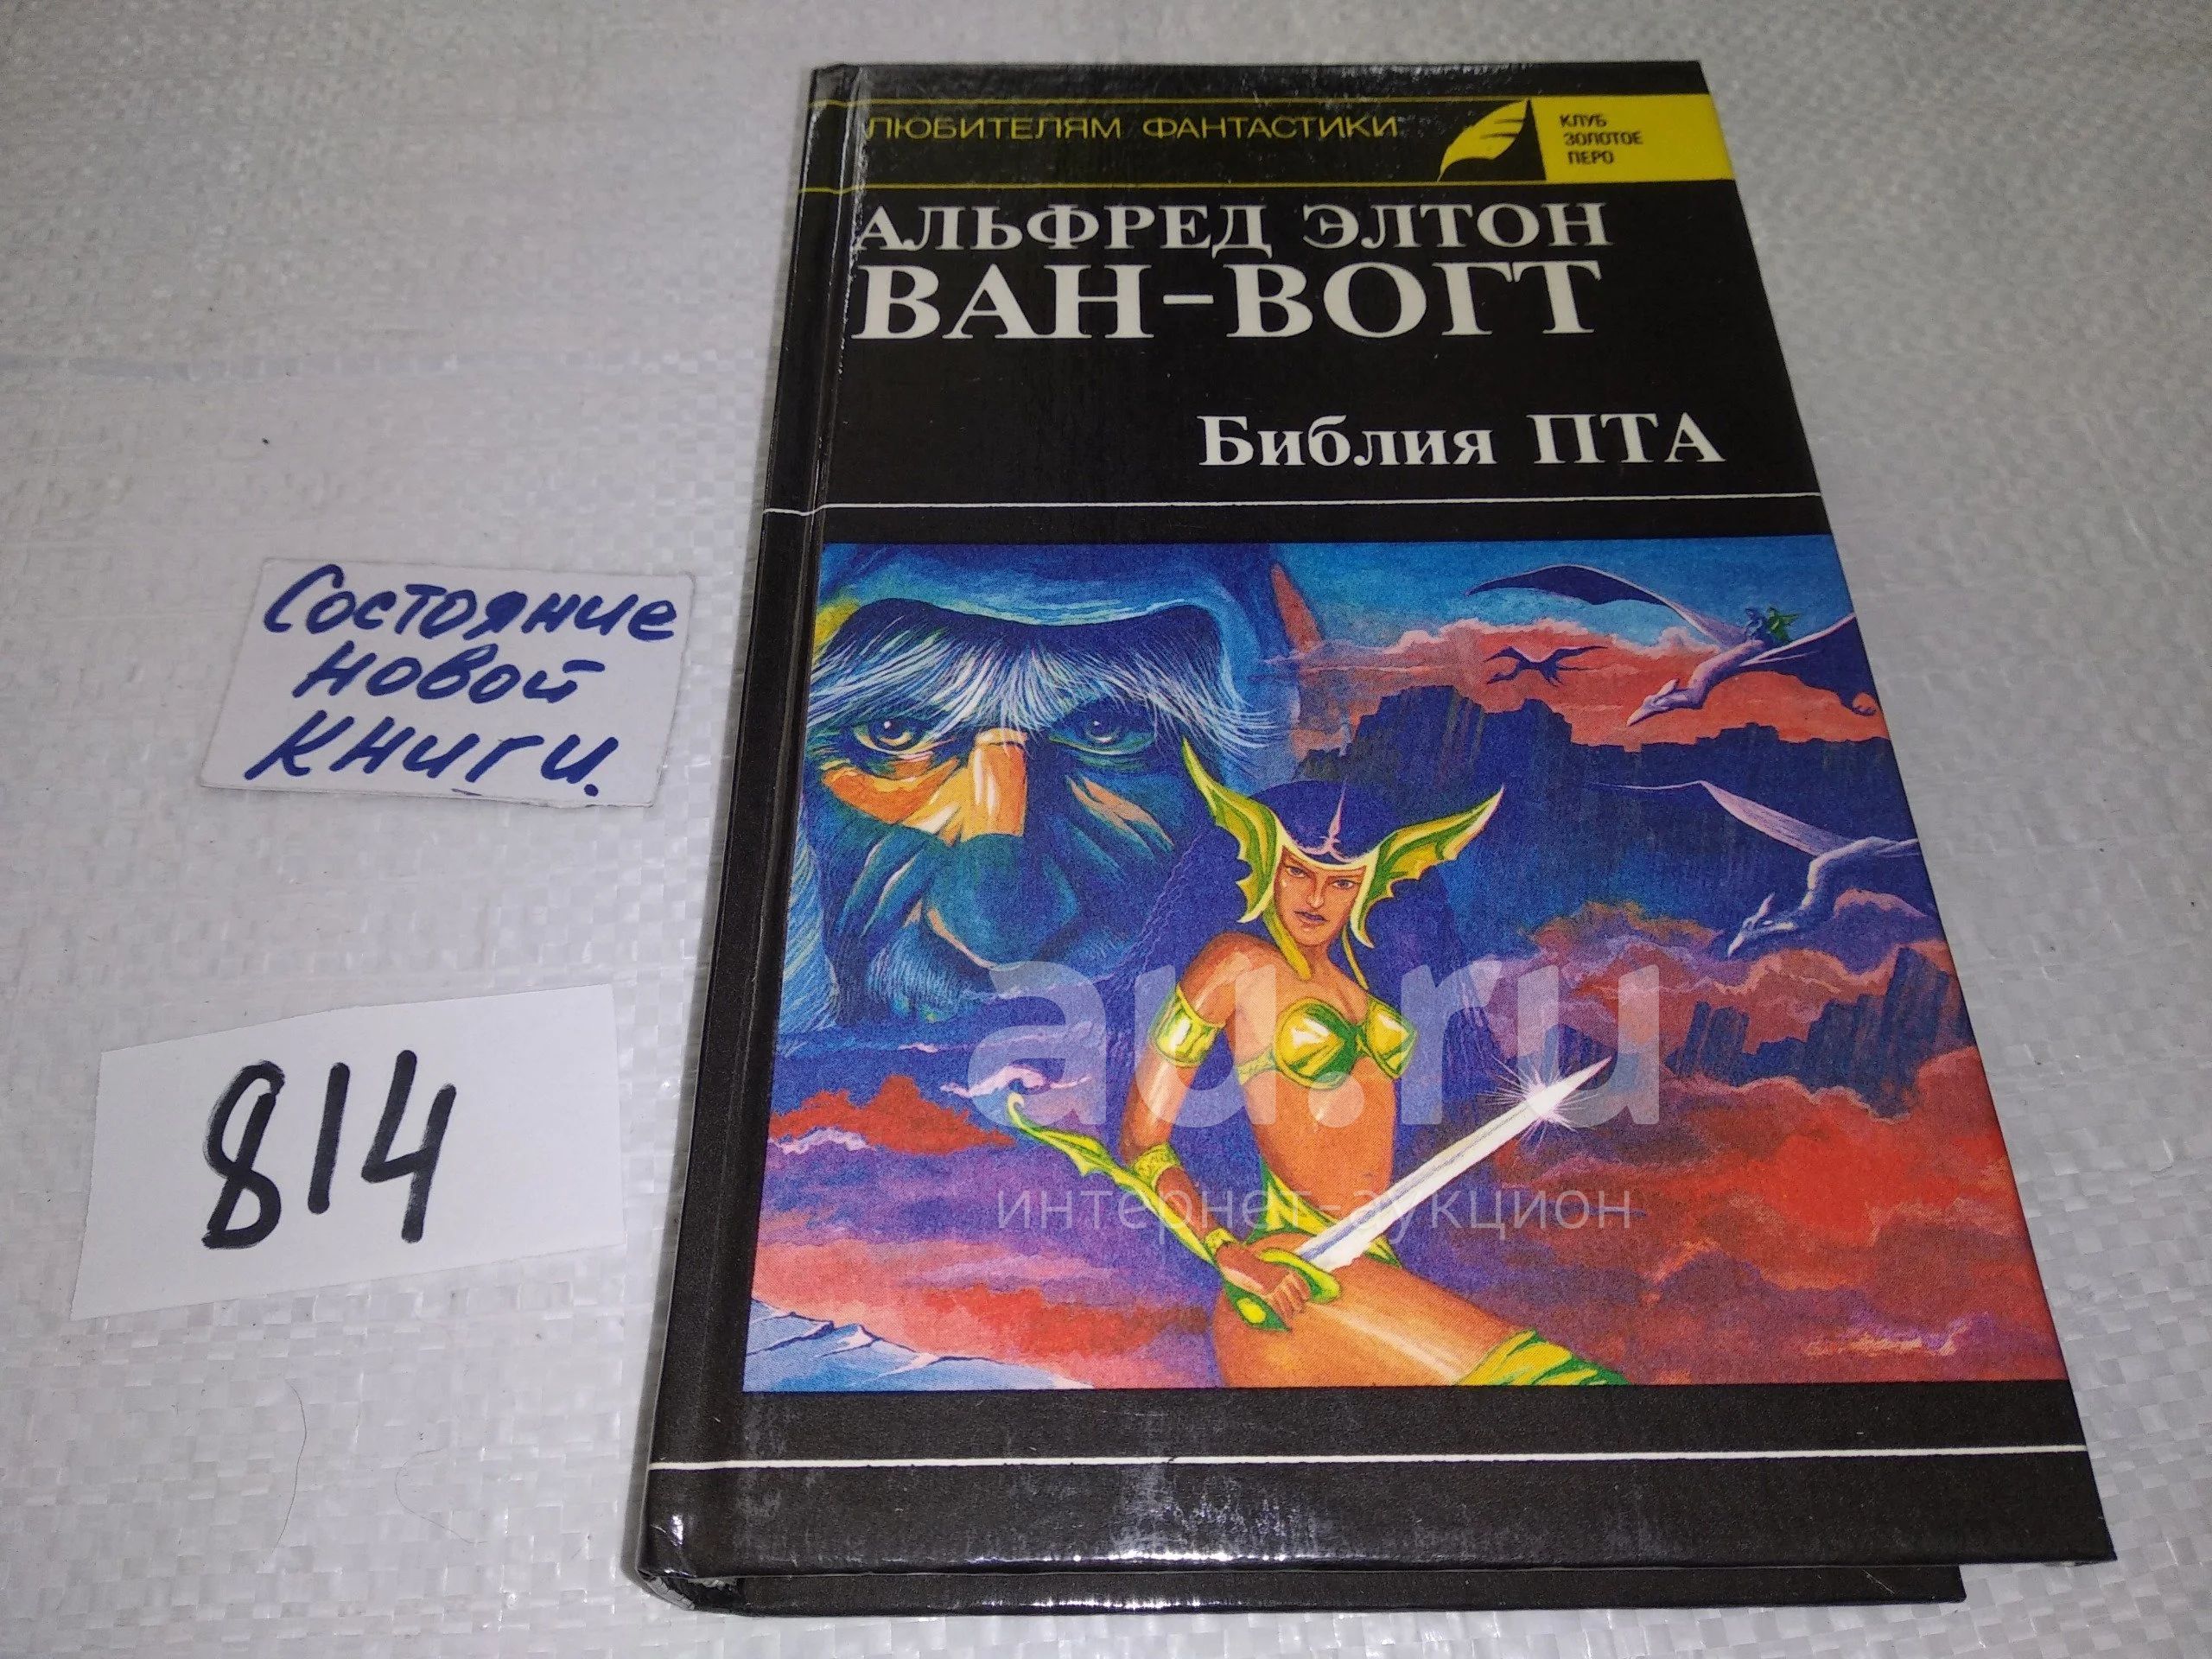 ЛЮБИТЕЛЯМ ФАНТАСТИКИ
КЛУБ
ЗОЛОТОЕ
ПЕРО
АЛЬФРЕД ЭЛТОН
ВАН-ВОГТ
Библия ПТА
Состояние
новой
книги.
814
au.ru
интернет-аукцион